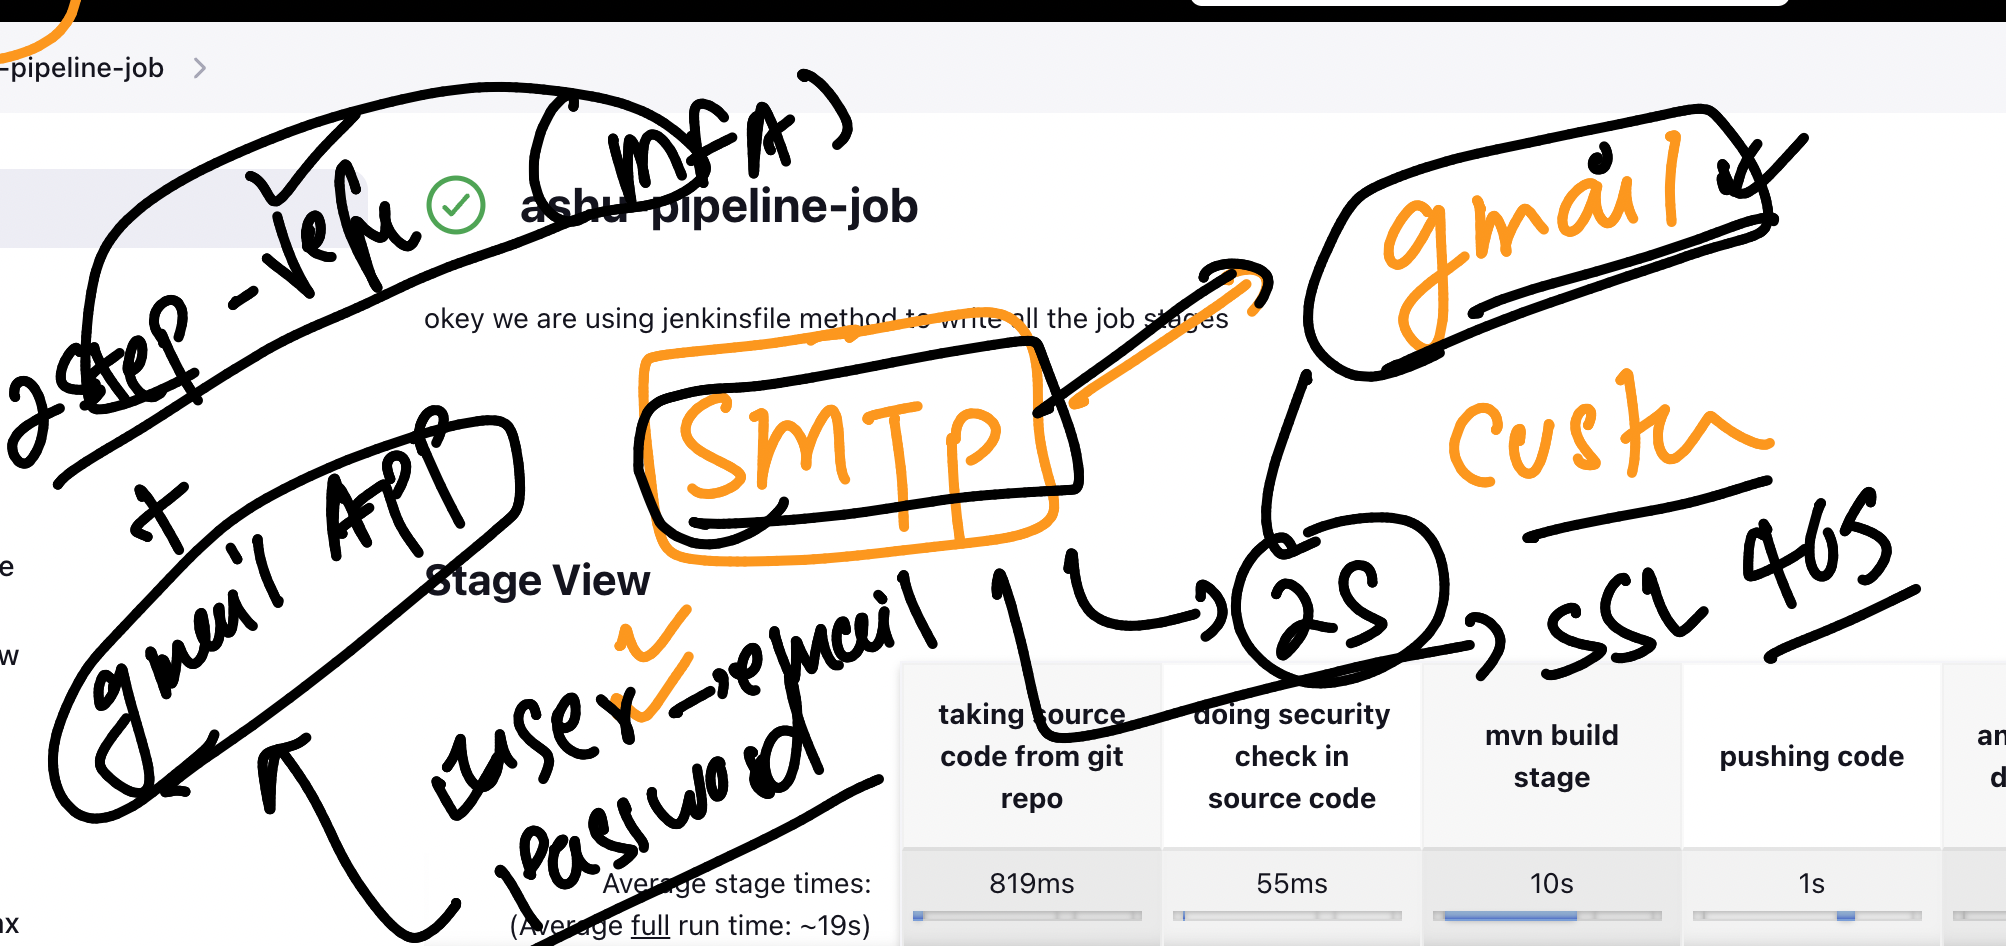 -pipeline-job >
(MFA)
2 step - vefi
ashu-pipeline-job
gmail
okey we are using jenkinsfile method to write all the job stages
SMTP
+
gmail App
Stage View
25
SSL 465
user - email
password
e
w
taking source code from git repo
doing security check in source code
mvn build stage
pushing code
an
d
Average stage times:
819ms
55ms
10s
1s
(Average full run time: ~19s)
ax